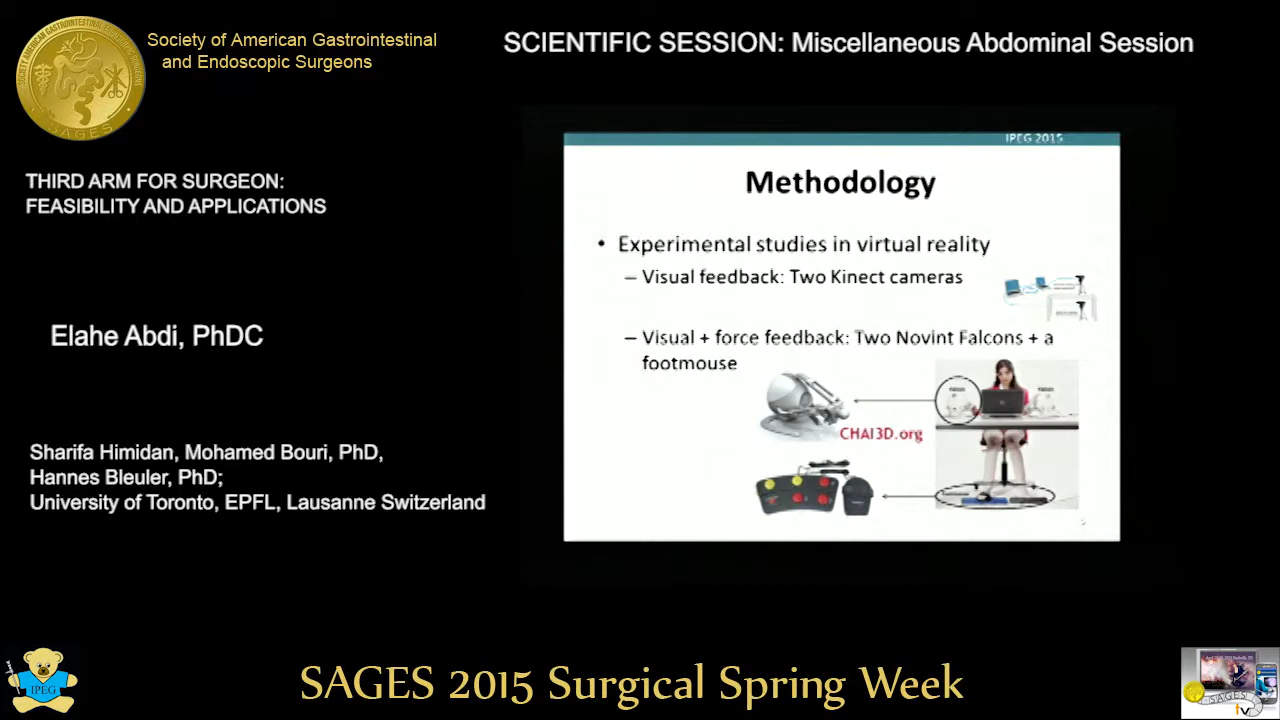 Society of American Gastrointestinal
and Endoscopic Surgeons
SCIENTIFIC SESSION: Miscellaneous Abdominal Session
SAGES
THIRD ARM FOR SURGEON:
FEASIBILITY AND APPLICATIONS
Elahe Abdi, PhDC
Sharifa Himidan, Mohamed Bouri, PhD,
Hannes Bleuler, PhD;
University of Toronto, EPFL, Lausanne Switzerland
IPEG 2015
Methodology
• Experimental studies in virtual reality
– Visual feedback: Two Kinect cameras
– Visual + force feedback: Two Novint Falcons + a
footmouse
CHAI3D.org
IPEG
SAGES 2015 Surgical Spring Week
SAGES
tv